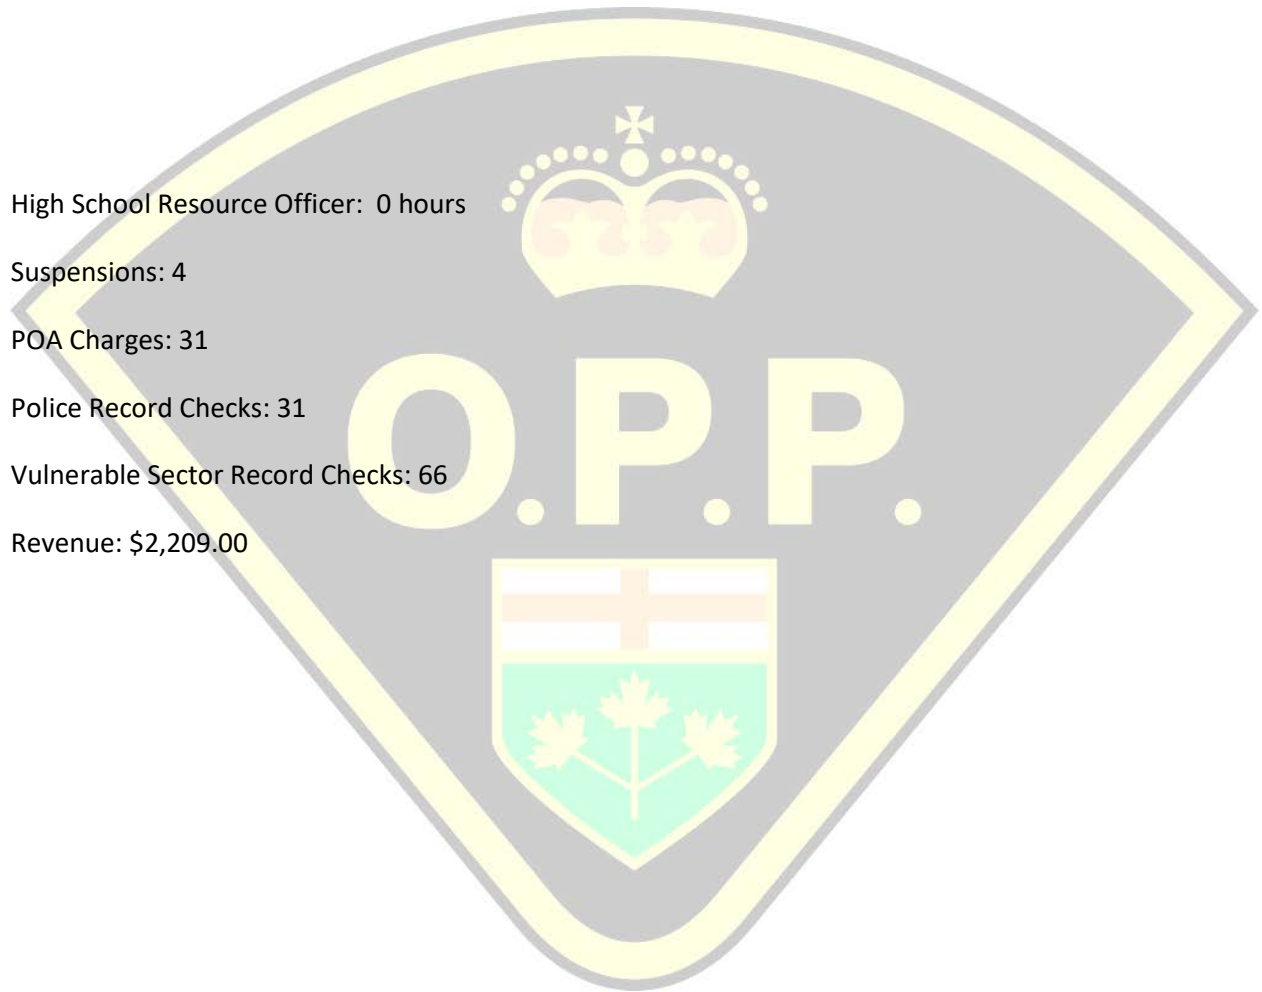 High School Resource Officer:  0 hours
Suspensions: 4
POA Charges: 31
Police Record Checks: 31
Vulnerable Sector Record Checks: 66
Revenue: $2,209.00
O.P.P.